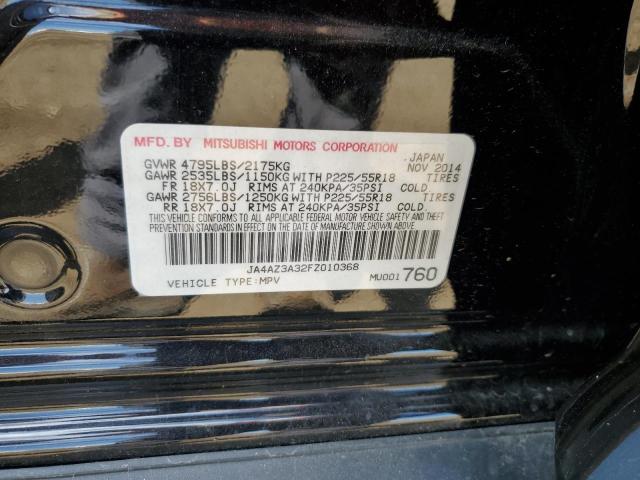 MFD. BY MITSUBISHI MOTORS CORPORATION
JAPAN
GVWR 4795LBS/2175KG NOV 2014
GAWR 2535LBS/1150KG WITH P225/55R18 TIRES
FR 18X7.0J RIMS AT 240KPA/35PSI COLD
GAWR 2756LBS/1250KG WITH P225/55R18 TIRES
RR 18X7.0J RIMS AT 240KPA/35PSI COLD
THIS VEHICLE CONFORMS TO ALL APPLICABLE FEDERAL MOTOR VEHICLE SAFETY AND THEFT
PREVENTION STANDARDS IN EFFECT ON THE DATE OF MANUFACTURE SHOWN ABOVE.
JA4AZ3A32FZ010368
VEHICLE TYPE:MPV MU001760